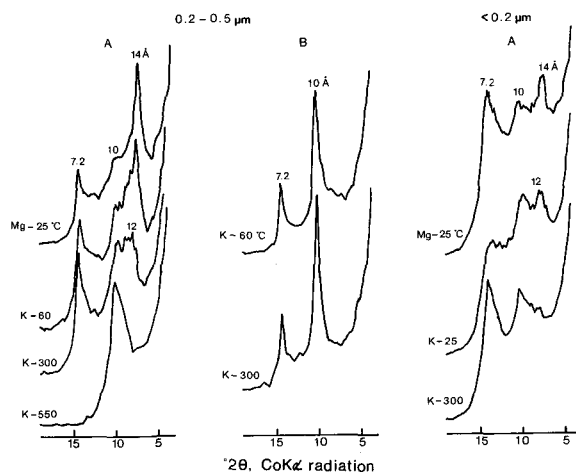 0.2-0.5 µm
<0.2 µm
A
B
A
14 Å
10
7.2
12
Mg-25 °C
K-60
K-300
K-550
15
10
5
10 Å
7.2
K-60 °C
K-300
15
10
5
14 Å
10
7.2
12
Mg-25°C
K-25
K-300
15
10
5
°2θ, CoKα radiation